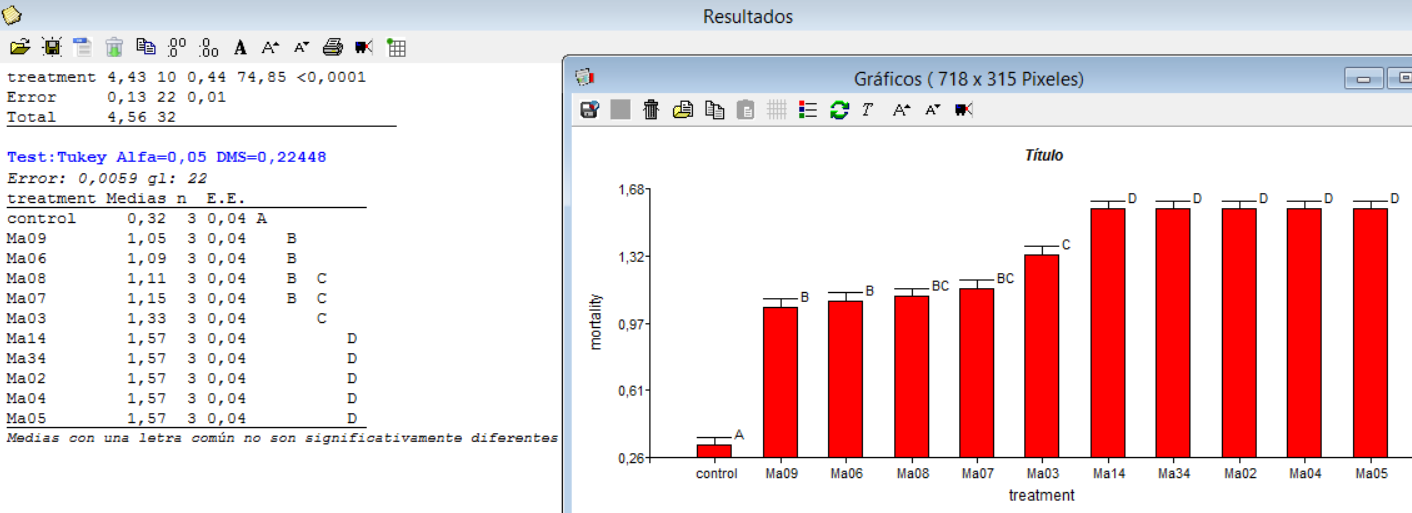 Resultados
treatment 4,43 10 0,44 74,85 <0,0001
Error 0,13 22 0,01
Total 4,56 32
Test:Tukey Alfa=0,05 DMS=0,22448
Error: 0,0059 gl: 22
treatment Medias n E.E.
control 0,32 3 0,04 A
Ma09 1,05 3 0,04 B
Ma06 1,09 3 0,04 B
Ma08 1,11 3 0,04 B C
Ma07 1,15 3 0,04 B C
Ma03 1,33 3 0,04 C
Ma14 1,57 3 0,04 D
Ma34 1,57 3 0,04 D
Ma02 1,57 3 0,04 D
Ma04 1,57 3 0,04 D
Ma05 1,57 3 0,04 D
Medias con una letra común no son significativamente diferentes
Gráficos ( 718 x 315 Pixeles)
Título
mortality
1,68
1,32
0,97
0,61
0,26
A B B BC BC C D D D D D
control Ma09 Ma06 Ma08 Ma07 Ma03 Ma14 Ma34 Ma02 Ma04 Ma05
treatment